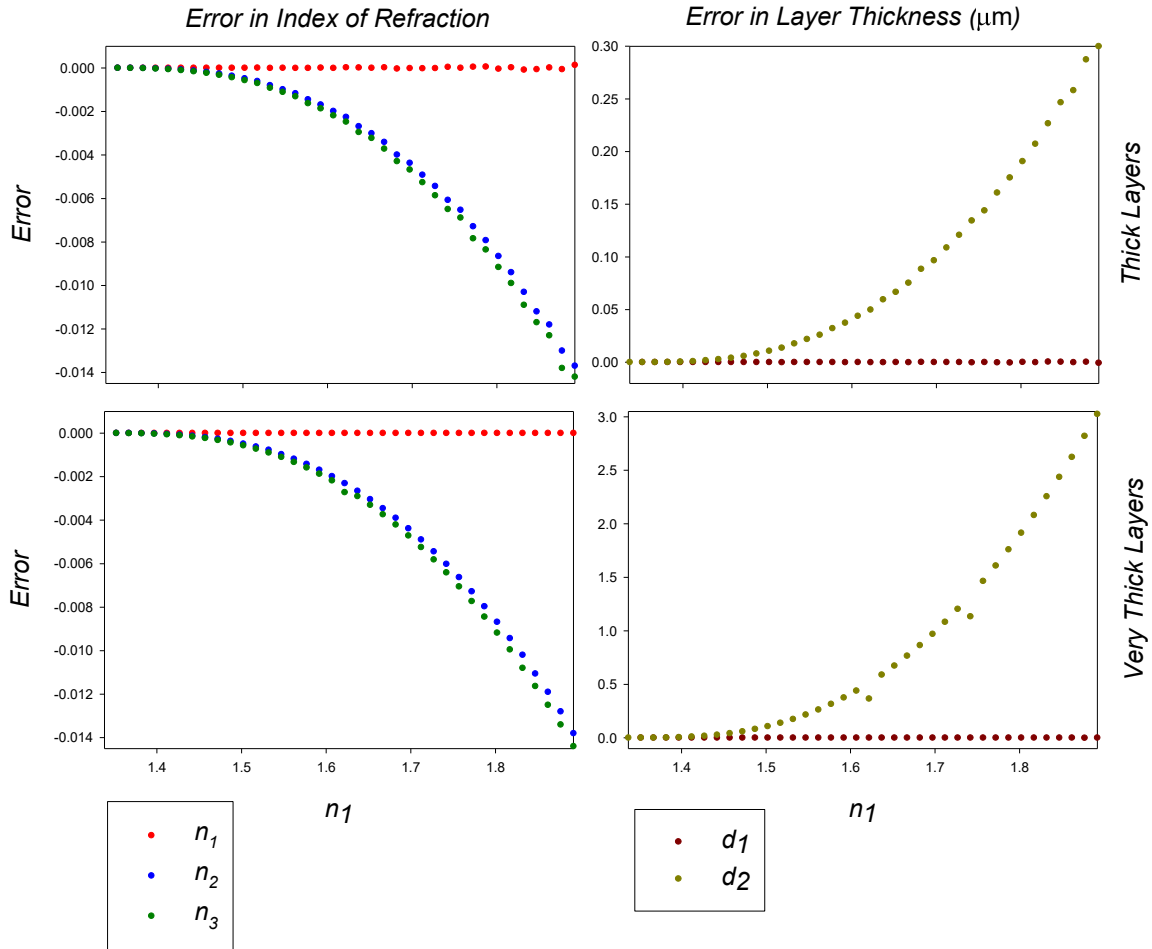 Error in Index of Refraction
Error in Layer Thickness (μm)
0.000
-0.002
-0.004
-0.006
-0.008
-0.010
-0.012
-0.014
Error
0.30
0.25
0.20
0.15
0.10
0.05
0.00
Thick Layers
0.000
-0.002
-0.004
-0.006
-0.008
-0.010
-0.012
-0.014
Error
1.4 1.5 1.6 1.7 1.8
n1
3.0
2.5
2.0
1.5
1.0
0.5
0.0
Very Thick Layers
1.4 1.5 1.6 1.7 1.8
n1
n1
n2
n3
d1
d2